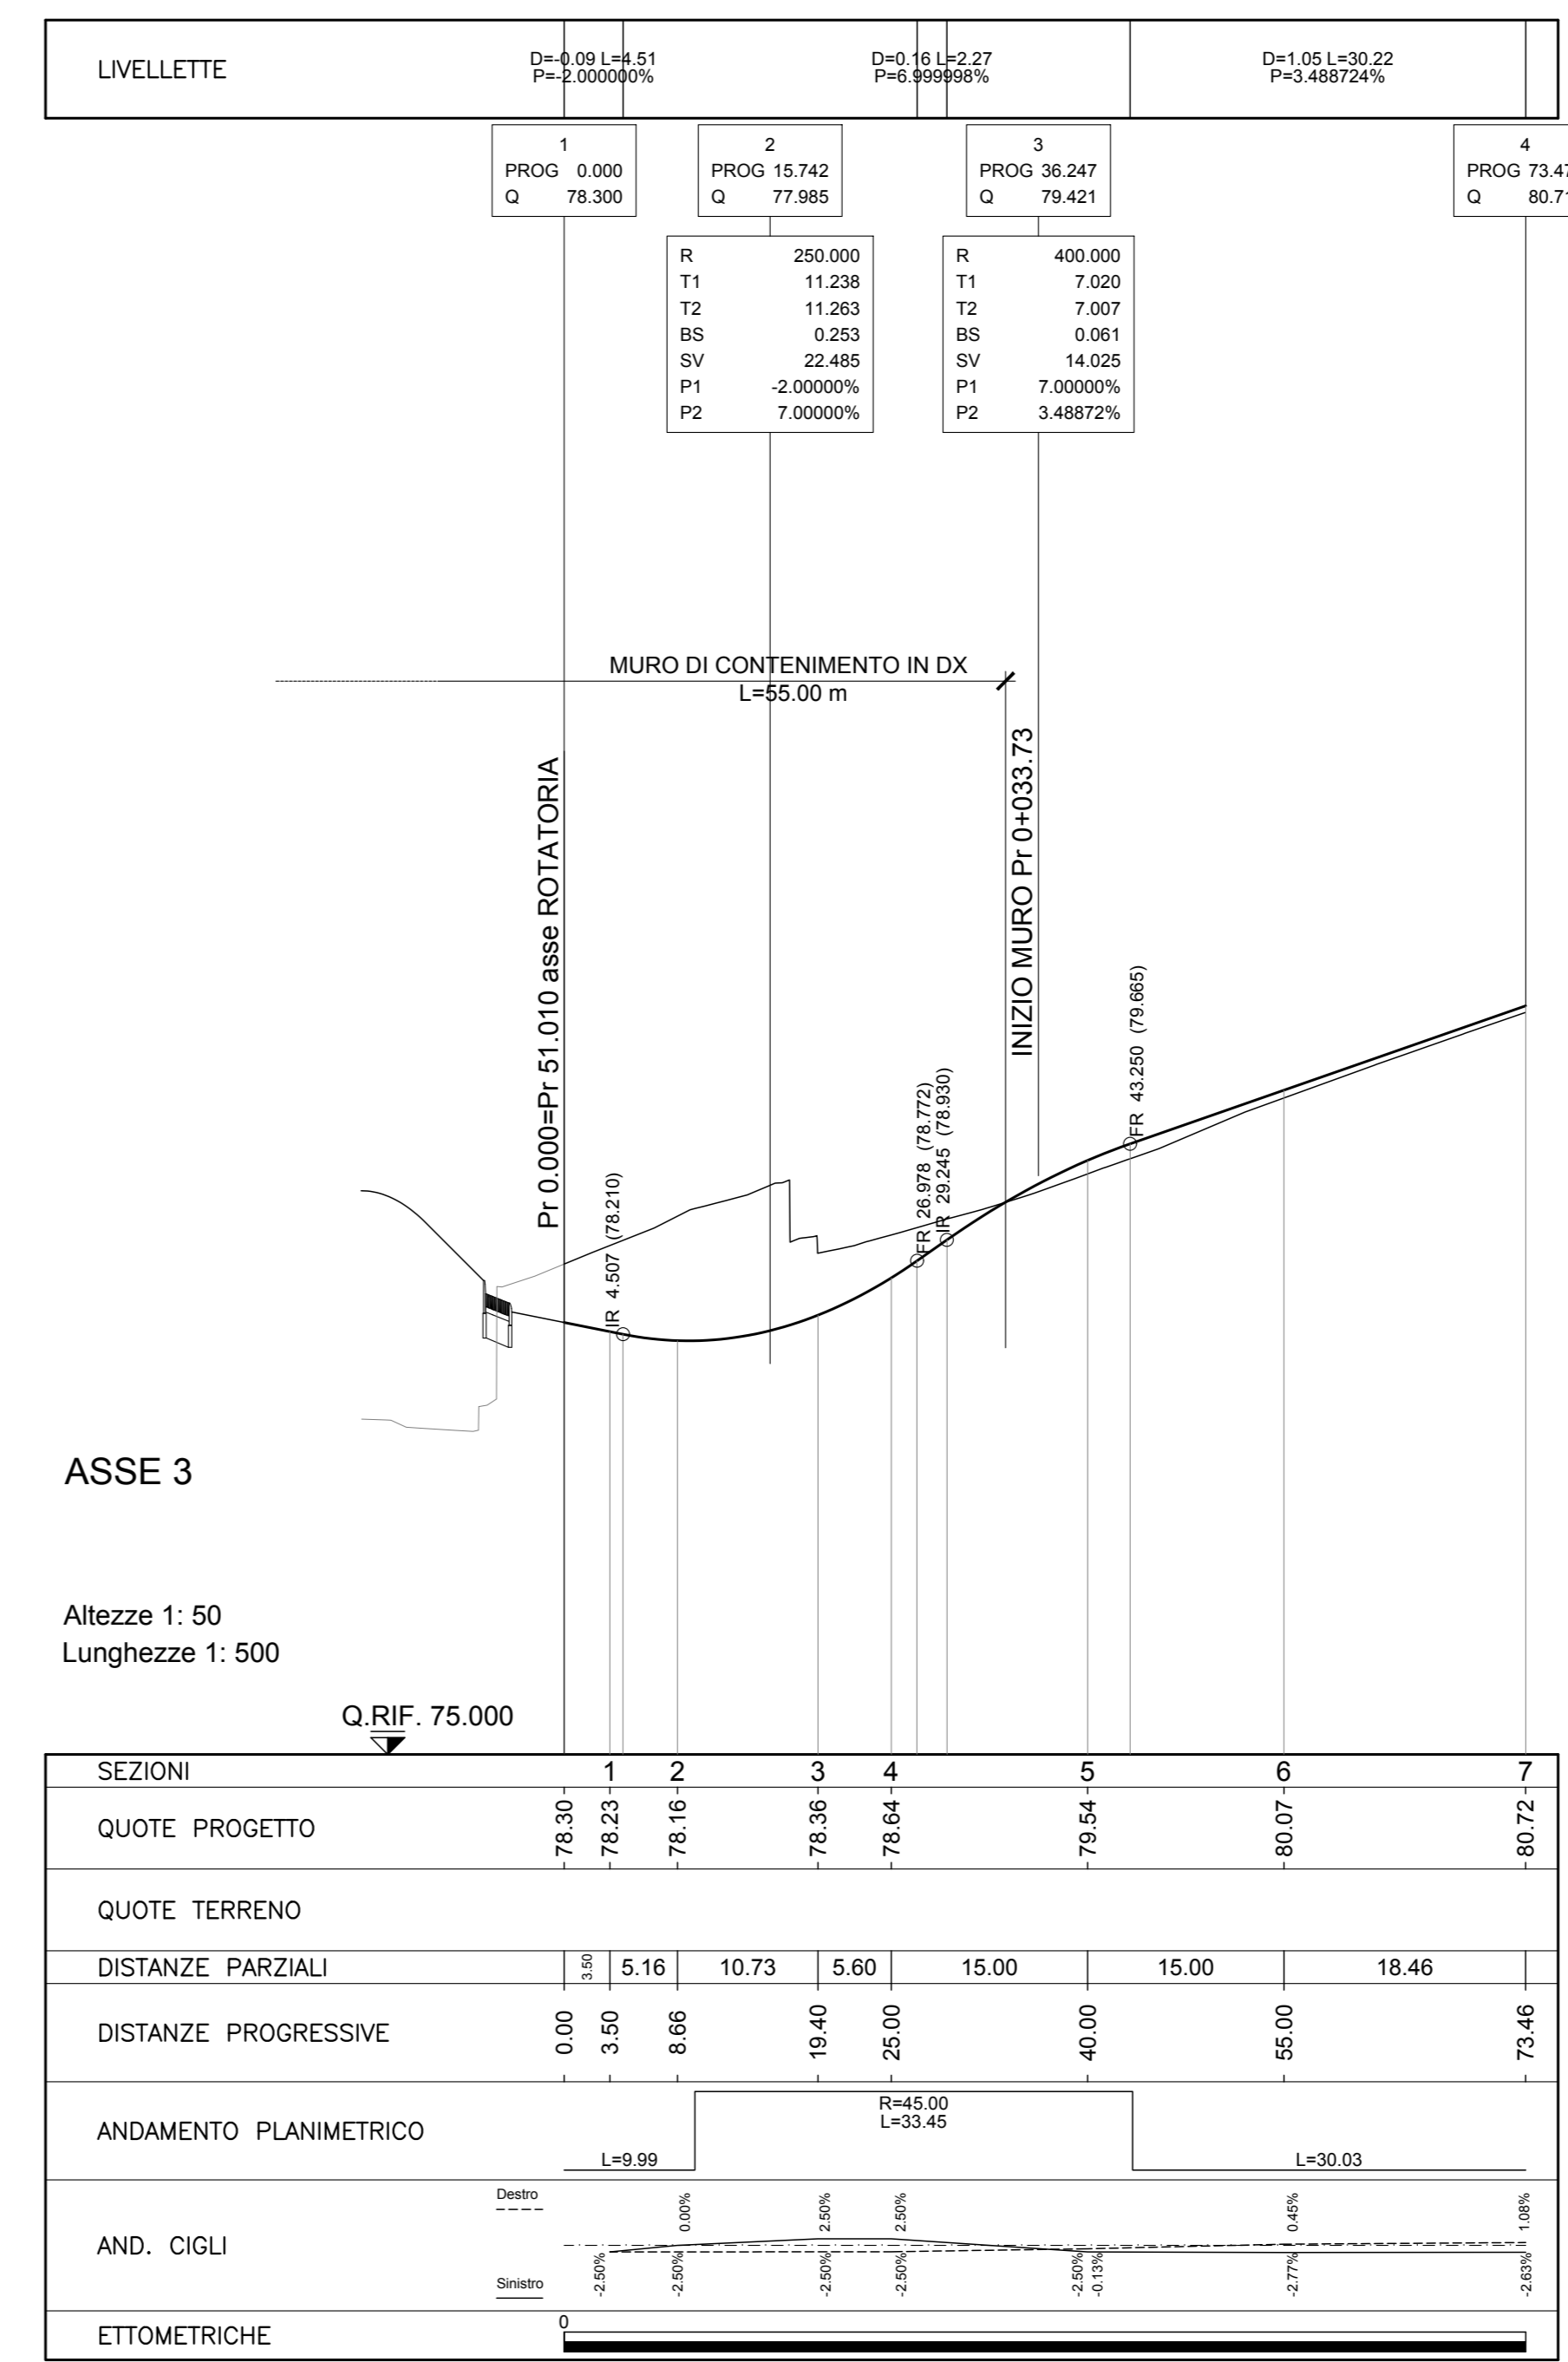 LIVELLETTE
D=-0.09 L=4.51
P=-2.000000%
D=0.16 L=2.27
P=6.999998%
D=1.05 L=30.22
P=3.488724%
1
PROG 0.000
Q 78.300
2
PROG 15.742
Q 77.985
3
PROG 36.247
Q 79.421
4
PROG 73.47
Q 80.71
R 250.000
T1 11.238
T2 11.263
BS 0.253
SV 22.485
P1 -2.00000%
P2 7.00000%
R 400.000
T1 7.020
T2 7.007
BS 0.061
SV 14.025
P1 7.00000%
P2 3.48872%
MURO DI CONTENIMENTO IN DX
L=55.00 m
Pr 0.000=Pr 51.010 asse ROTATORIA
INIZIO MURO Pr 0+033.73
IR 4.507 (78.210)
FR 26.978 (78.772)
IR 29.245 (78.930)
FR 43.250 (79.665)
ASSE 3
Altezze 1: 50
Lunghezze 1: 500
Q.RIF. 75.000
SEZIONI 1 2 3 4 5 6 7
QUOTE PROGETTO 78.30 78.23 78.16 78.36 78.64 79.54 80.07 80.72
QUOTE TERRENO
DISTANZE PARZIALI 3.50 5.16 10.73 5.60 15.00 15.00 18.46
DISTANZE PROGRESSIVE 0.00 3.50 8.66 19.40 25.00 40.00 55.00 73.46
ANDAMENTO PLANIMETRICO
L=9.99
R=45.00
L=33.45
L=30.03
AND. CIGLI
Destro
0.00% 2.50% 2.50% 0.45% 1.08%
Sinistro
-2.50% -2.50% -2.50% -2.50% -2.50% -0.13% -2.77% -2.63%
ETTOMETRICHE
0